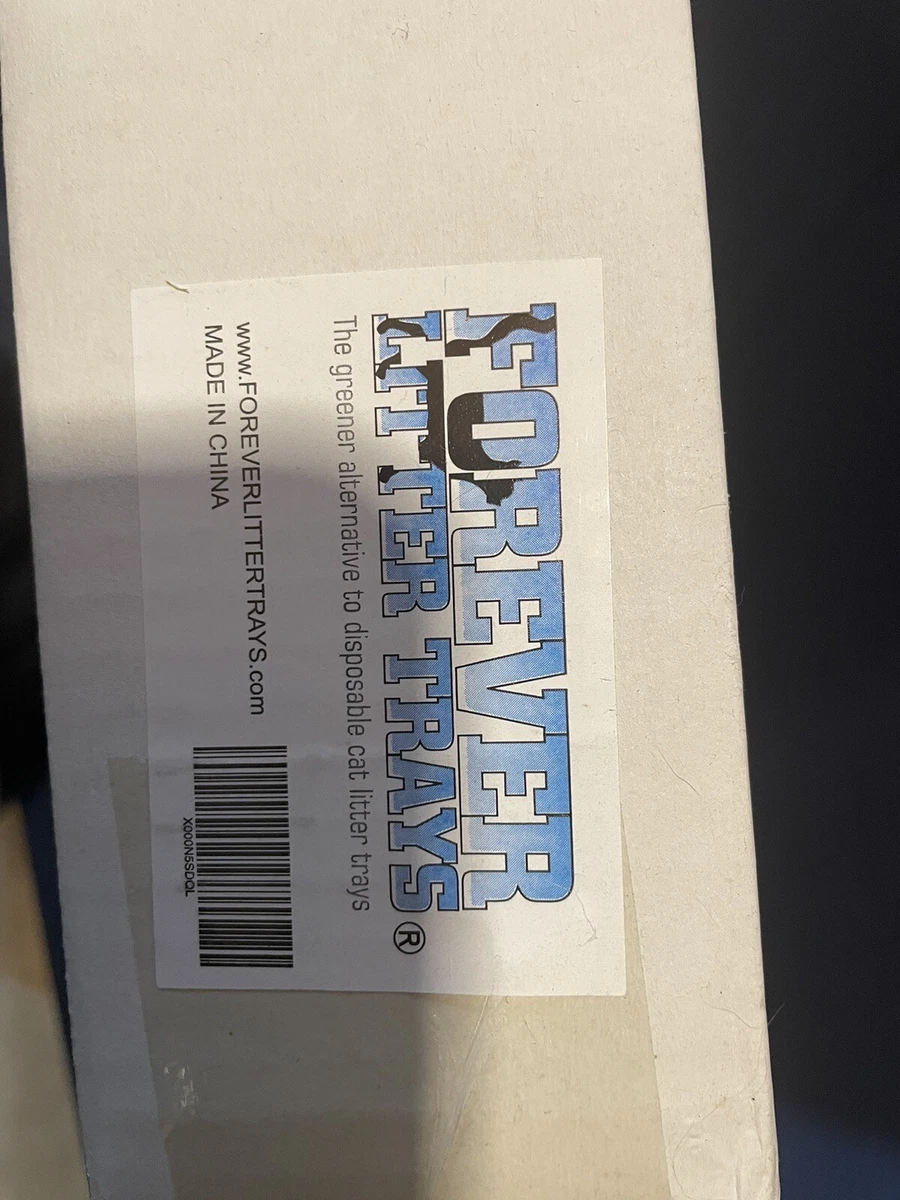 FOREVER
LITTER TRAYS®
The greener alternative to disposable cat litter trays
www.FOREVERLITTERTRAYS.com
MADE IN CHINA
X000N5SDQL